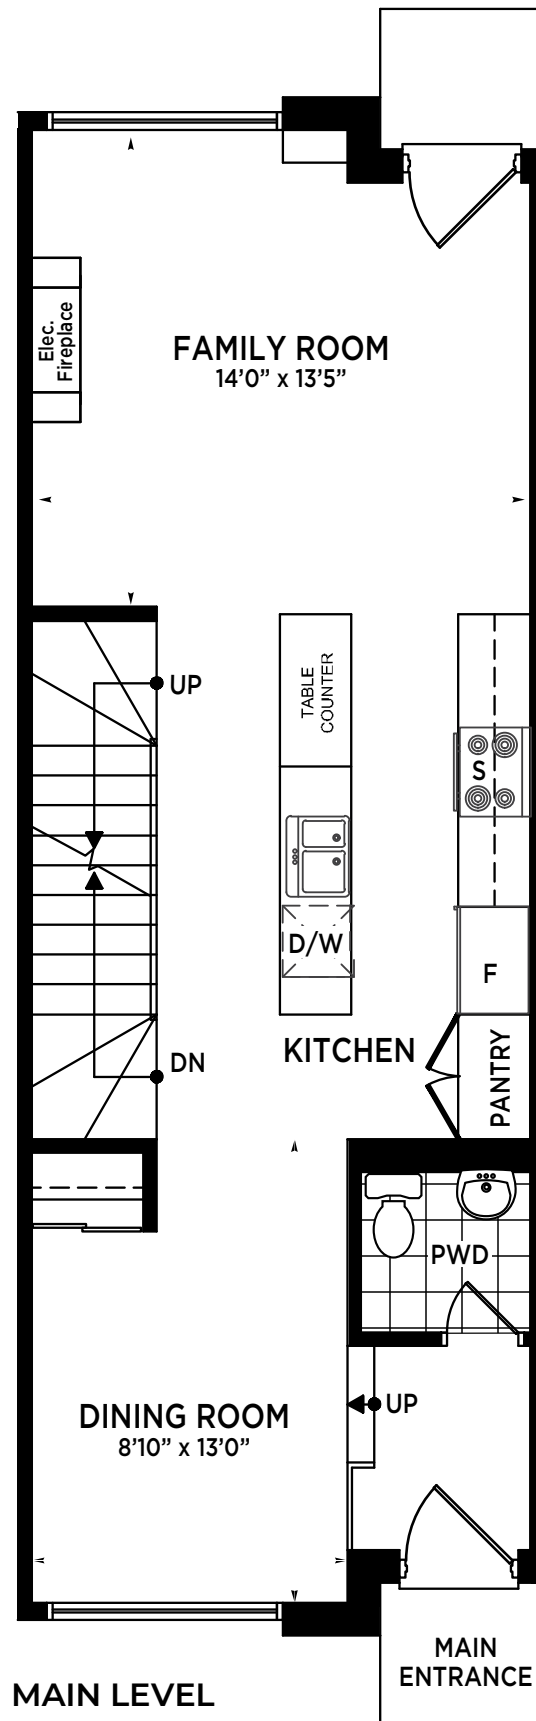 Elec.
Fireplace
FAMILY ROOM
14’0” x 13’5”
UP
TABLE
COUNTER
S
D/W
F
KITCHEN
PANTRY
DN
PWD
DINING ROOM
8’10” x 13’0”
UP
MAIN
ENTRANCE
MAIN LEVEL